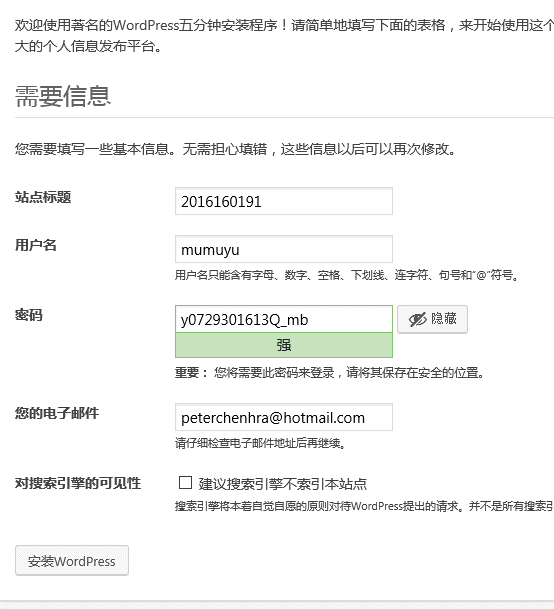 欢迎使用著名的WordPress五分钟安装程序！请简单地填写下面的表格，来开始使用这个
大的个人信息发布平台。
需要信息
您需要填写一些基本信息。无需担心填错，这些信息以后可以再次修改。
站点标题
2016160191
用户名
mumuyu
用户名只能含有字母、数字、空格、下划线、连字符、句号和“@”符号。
密码
y0729301613Q_mb
隐藏
强
重要： 您将需要此密码来登录，请将其保存在安全的位置。
您的电子邮件
peterchenhra@hotmail.com
请仔细检查电子邮件地址后再继续。
对搜索引擎的可见性
建议搜索引擎不索引本站点
搜索引擎将本着自觉自愿的原则对待WordPress提出的请求。并不是所有搜索引
安装WordPress